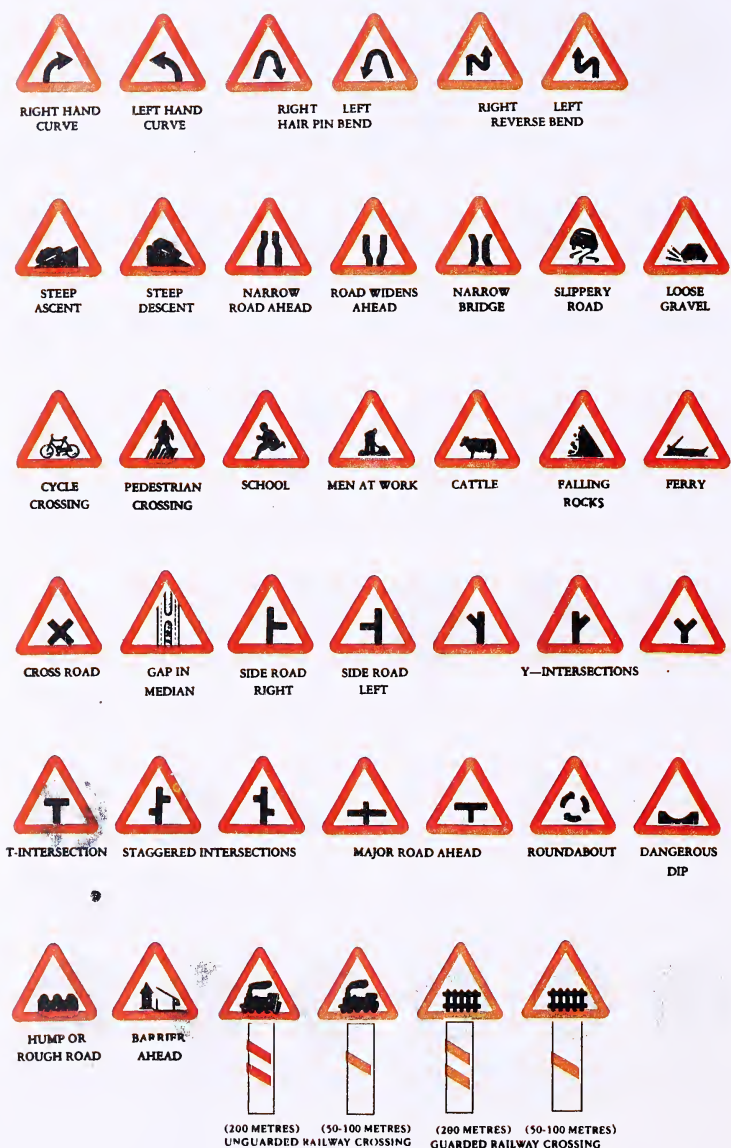 RIGHT HAND
CURVE
LEFT HAND
CURVE
RIGHT LEFT
HAIR PIN BEND
RIGHT LEFT
REVERSE BEND
STEEP
ASCENT
STEEP
DESCENT
NARROW
ROAD AHEAD
ROAD WIDENS
AHEAD
NARROW
BRIDGE
SLIPPERY
ROAD
LOOSE
GRAVEL
CYCLE
CROSSING
PEDESTRIAN
CROSSING
SCHOOL
MEN AT WORK
CATTLE
FALLING
ROCKS
FERRY
CROSS ROAD
GAP IN
MEDIAN
SIDE ROAD
RIGHT
SIDE ROAD
LEFT
Y—INTERSECTIONS
T-INTERSECTION
STAGGERED INTERSECTIONS
MAJOR ROAD AHEAD
ROUNDABOUT
DANGEROUS
DIP
HUMP OR
ROUGH ROAD
BARRIER
AHEAD
(200 METRES) (50-100 METRES)
UNGUARDED RAILWAY CROSSING
(200 METRES) (50-100 METRES)
GUARDED RAILWAY CROSSING